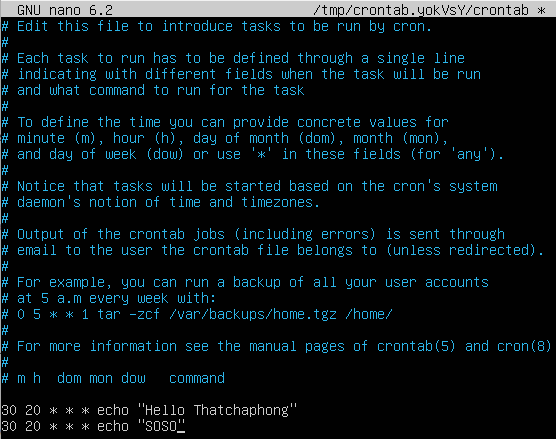 GNU nano 6.2 /tmp/crontab.yokVsY/crontab *
# Edit this file to introduce tasks to be run by cron.
#
# Each task to run has to be defined through a single line
# indicating with different fields when the task will be run
# and what command to run for the task
#
# To define the time you can provide concrete values for
# minute (m), hour (h), day of month (dom), month (mon),
# and day of week (dow) or use '*' in these fields (for 'any').
#
# Notice that tasks will be started based on the cron's system
# daemon's notion of time and timezones.
#
# Output of the crontab jobs (including errors) is sent through
# email to the user the crontab file belongs to (unless redirected).
#
# For example, you can run a backup of all your user accounts
# at 5 a.m every week with:
# 0 5 * * 1 tar -zcf /var/backups/home.tgz /home/
#
# For more information see the manual pages of crontab(5) and cron(8)
#
# m h  dom mon dow   command
30 20 * * * echo "Hello Thatchaphong"
30 20 * * * echo "SOSO"